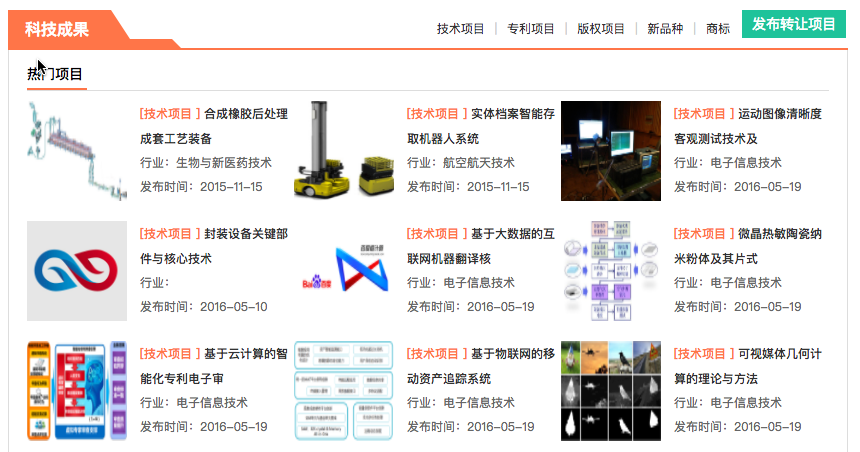 科技成果
技术项目 | 专利项目 | 版权项目 | 新品种 | 商标
发布转让项目
热门项目
[技术项目 ] 合成橡胶后处理
成套工艺装备
行业：生物与新医药技术
发布时间：2015-11-15
[技术项目 ] 实体档案智能存
取机器人系统
行业：航空航天技术
发布时间：2015-11-15
[技术项目 ] 运动图像清晰度
客观测试技术及
行业：电子信息技术
发布时间：2016-05-19
[技术项目 ] 封装设备关键部
件与核心技术
行业：
发布时间：2016-05-10
Bai 百度
[技术项目 ] 基于大数据的互
联网机器翻译核
行业：电子信息技术
发布时间：2016-05-19
[技术项目 ] 微晶热敏陶瓷纳
米粉体及其片式
行业：电子信息技术
发布时间：2016-05-19
[技术项目 ] 基于云计算的智
能化专利电子审
行业：电子信息技术
发布时间：2016-05-19
[技术项目 ] 基于物联网的移
动资产追踪系统
行业：电子信息技术
发布时间：2016-05-19
[技术项目 ] 可视媒体几何计
算的理论与方法
行业：电子信息技术
发布时间：2016-05-19